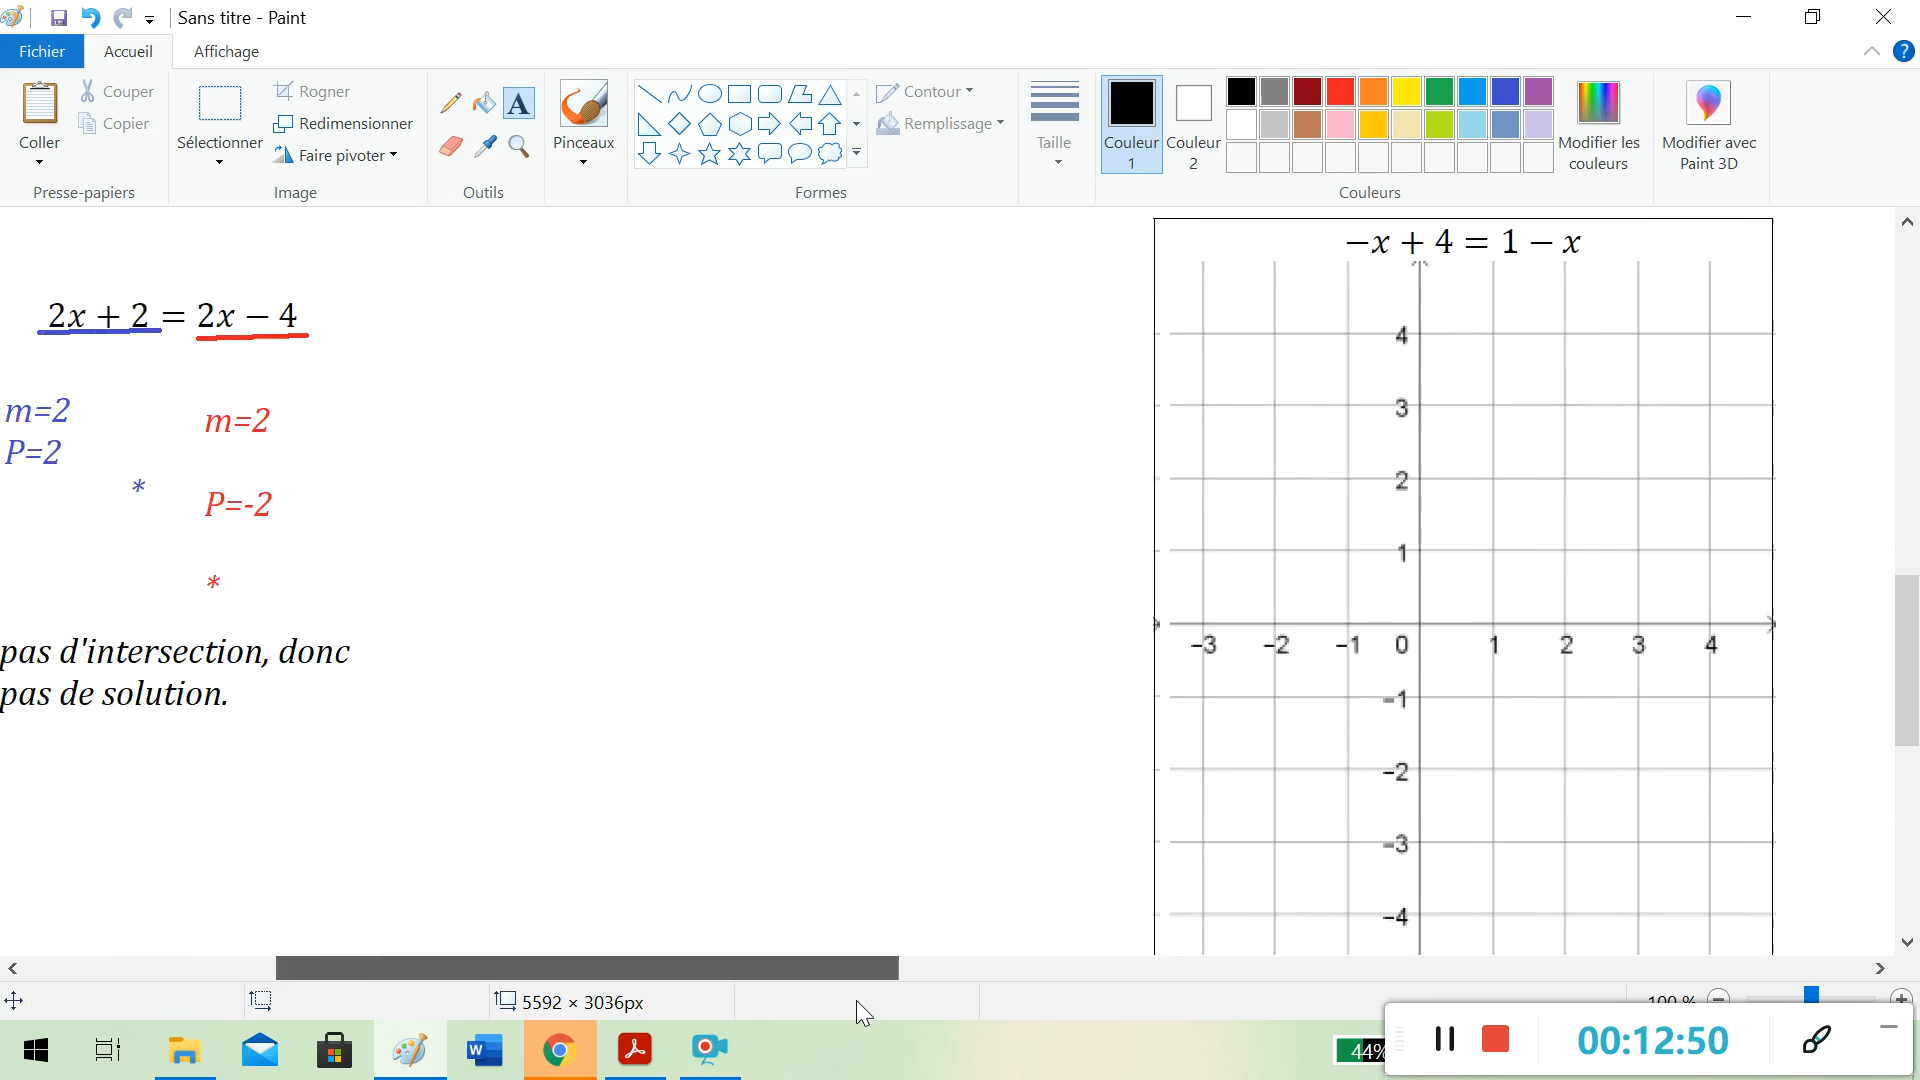 Sans titre - Paint
Fichier
Accueil
Affichage
Coller
Couper
Copier
Presse-papiers
Sélectionner
Rogner
Redimensionner
Faire pivoter
Image
A
Outils
Pinceaux
Formes
Contour
Remplissage
Taille
Couleur
1
Couleur
2
Modifier les
couleurs
Couleurs
Modifier avec
Paint 3D
?
2x + 2 = 2x − 4
m=2
P=2
*
m=2
P=-2
*
pas d'intersection, donc
pas de solution.
−x + 4 = 1 − x
4
3
2
1
−3 −2 −1 0 1 2 3 4
−1
−2
−3
−4
5592 × 3036px
100 %
44%
00:12:50